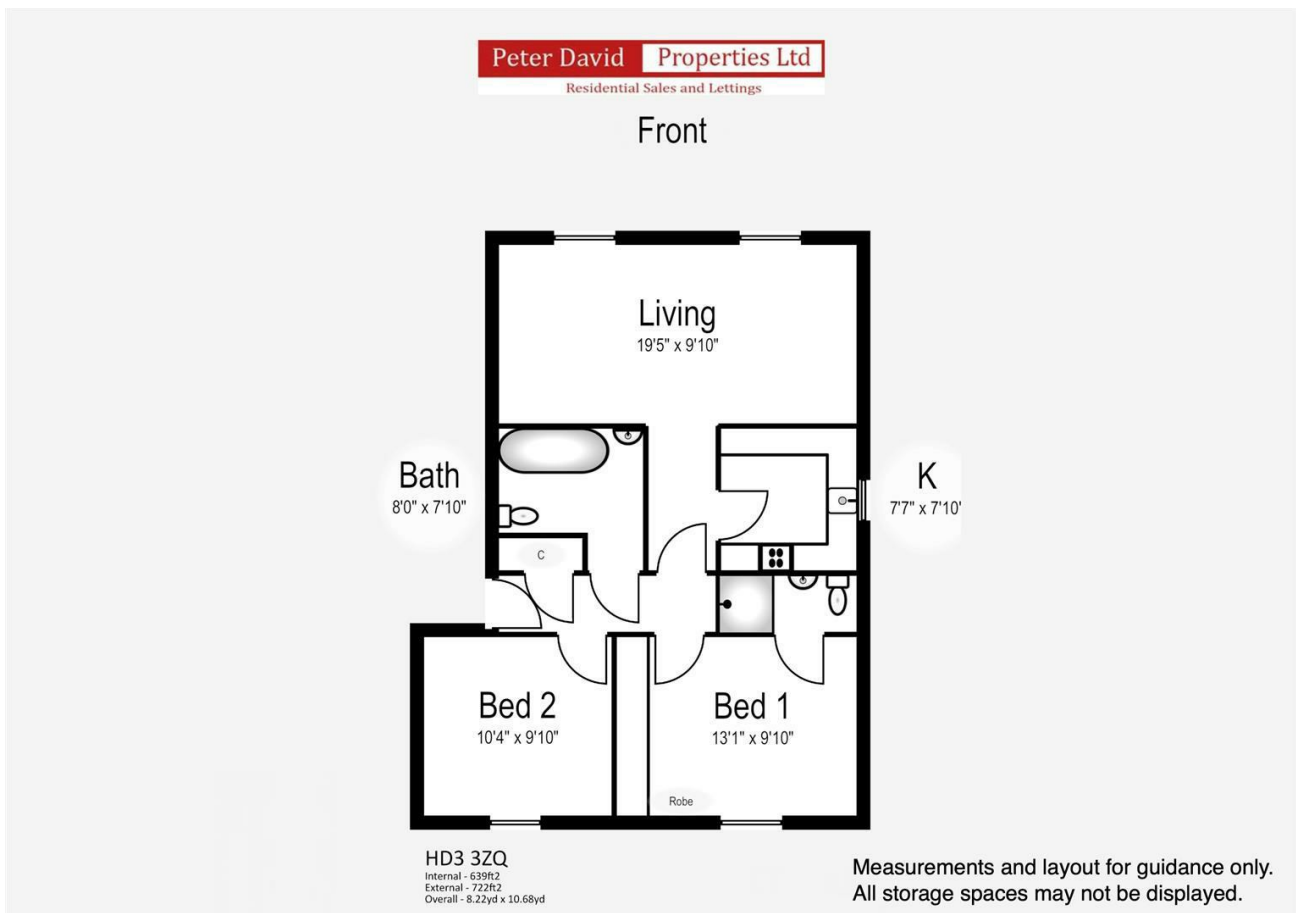 Peter David Properties Ltd
Residential Sales and Lettings
Front
Living
19'5" x 9'10"
Bath
8'0" x 7'10"
K
7'7" x 7'10'
C
Bed 2
10'4" x 9'10"
Bed 1
13'1" x 9'10"
Robe
HD3 3ZQ
Internal - 639ft2
External - 722ft2
Overall - 8.22yd x 10.68yd
Measurements and layout for guidance only.
All storage spaces may not be displayed.